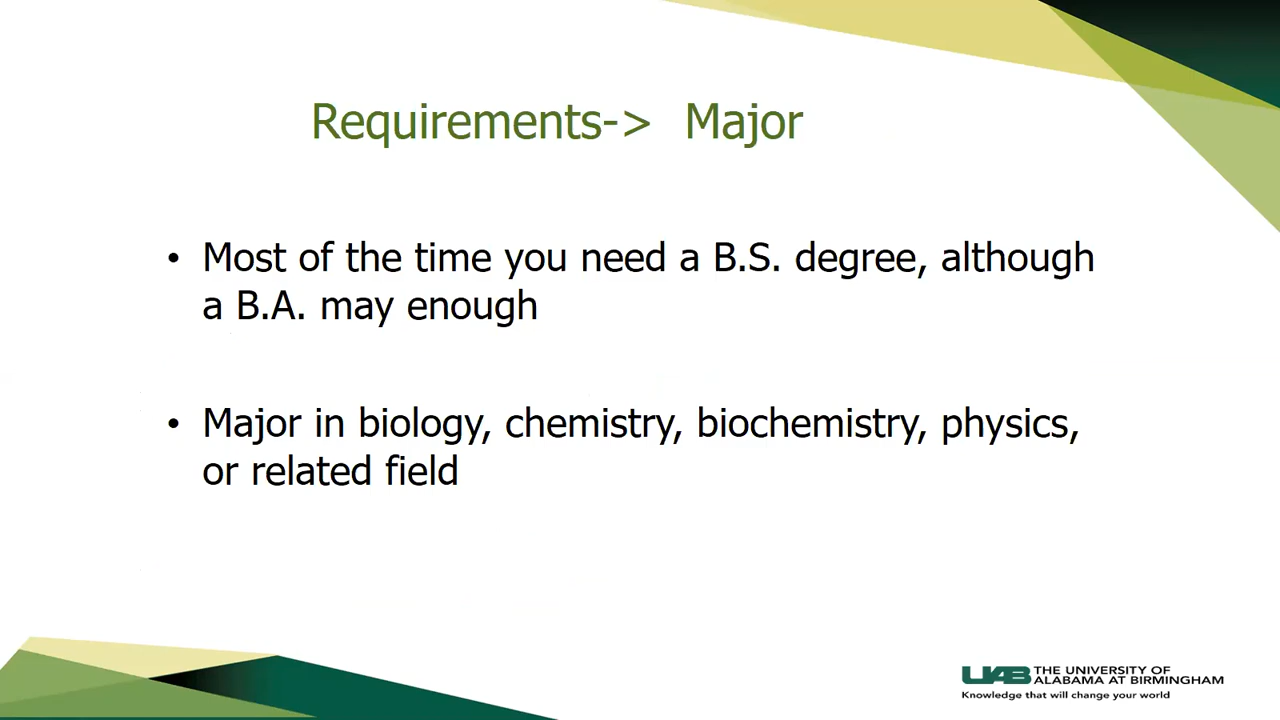 Requirements-> Major
• Most of the time you need a B.S. degree, although
a B.A. may enough
• Major in biology, chemistry, biochemistry, physics,
or related field
UAB THE UNIVERSITY OF
ALABAMA AT BIRMINGHAM
Knowledge that will change your world